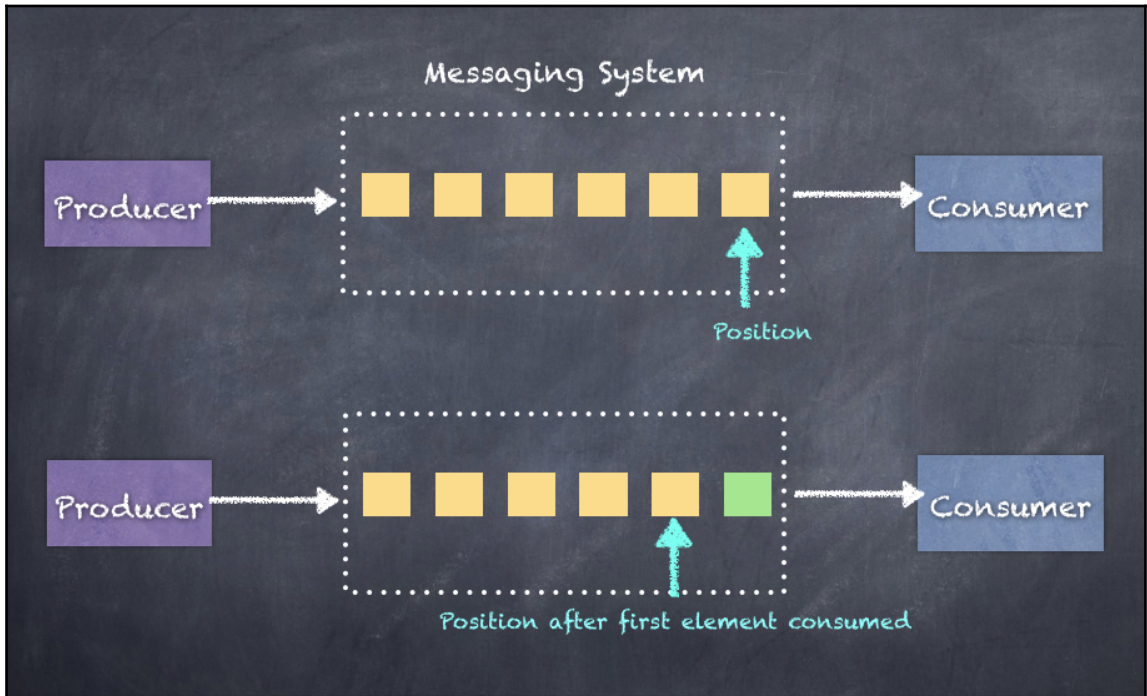 Messaging System
Producer
Consumer
Position
Producer
Consumer
Position after first element consumed